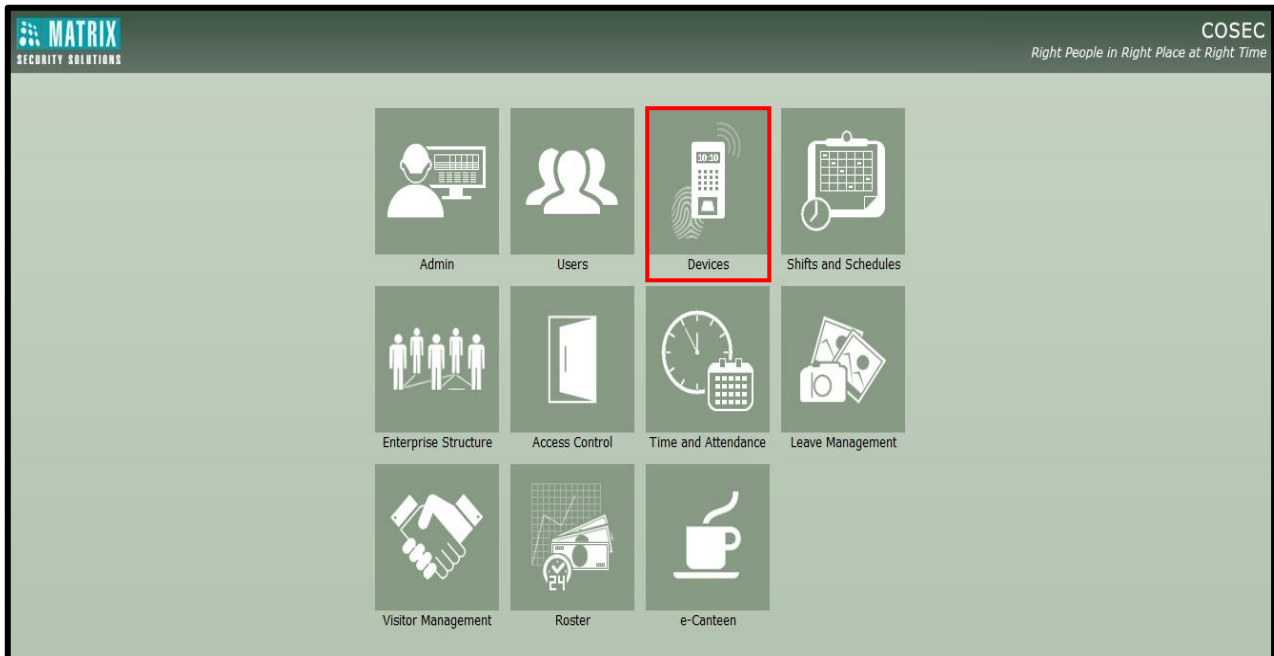 MATRIX
SECURITY SOLUTIONS
COSEC
Right People in Right Place at Right Time
10:10
Admin
Users
Devices
Shifts and Schedules
Enterprise Structure
Access Control
Time and Attendance
Leave Management
24
Visitor Management
Roster
e-Canteen